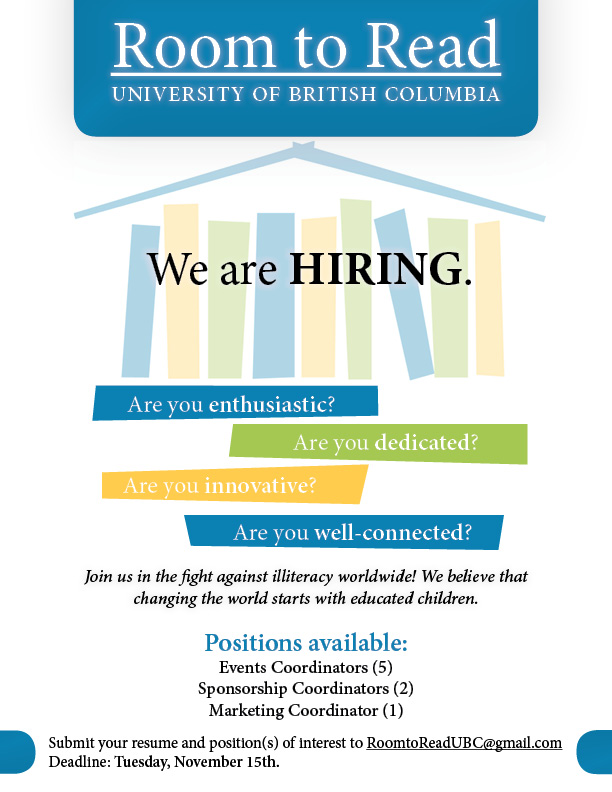 Room to Read
UNIVERSITY OF BRITISH COLUMBIA
We are HIRING.
Are you enthusiastic?
Are you dedicated?
Are you innovative?
Are you well-connected?
Join us in the fight against illiteracy worldwide! We believe that
changing the world starts with educated children.
Positions available:
Events Coordinators (5)
Sponsorship Coordinators (2)
Marketing Coordinator (1)
Submit your resume and position(s) of interest to RoomtoReadUBC@gmail.com
Deadline: Tuesday, November 15th.